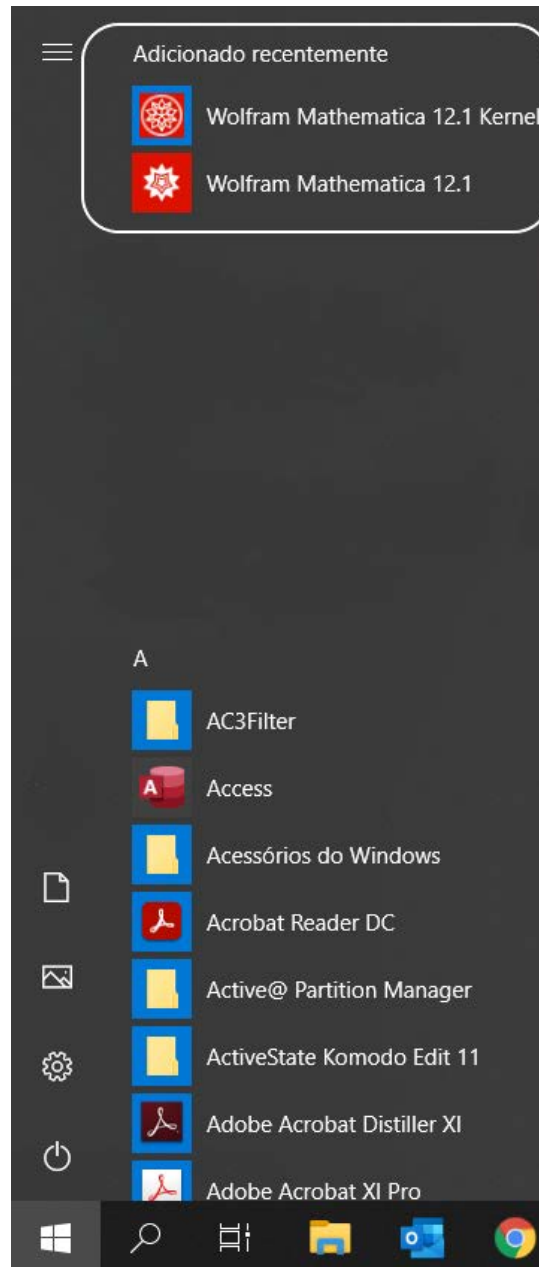 Adicionado recentemente
Wolfram Mathematica 12.1 Kernel
Wolfram Mathematica 12.1
A
AC3Filter
Access
Acessórios do Windows
Acrobat Reader DC
Active@ Partition Manager
ActiveState Komodo Edit 11
Adobe Acrobat Distiller XI
Adobe Acrobat XI Pro